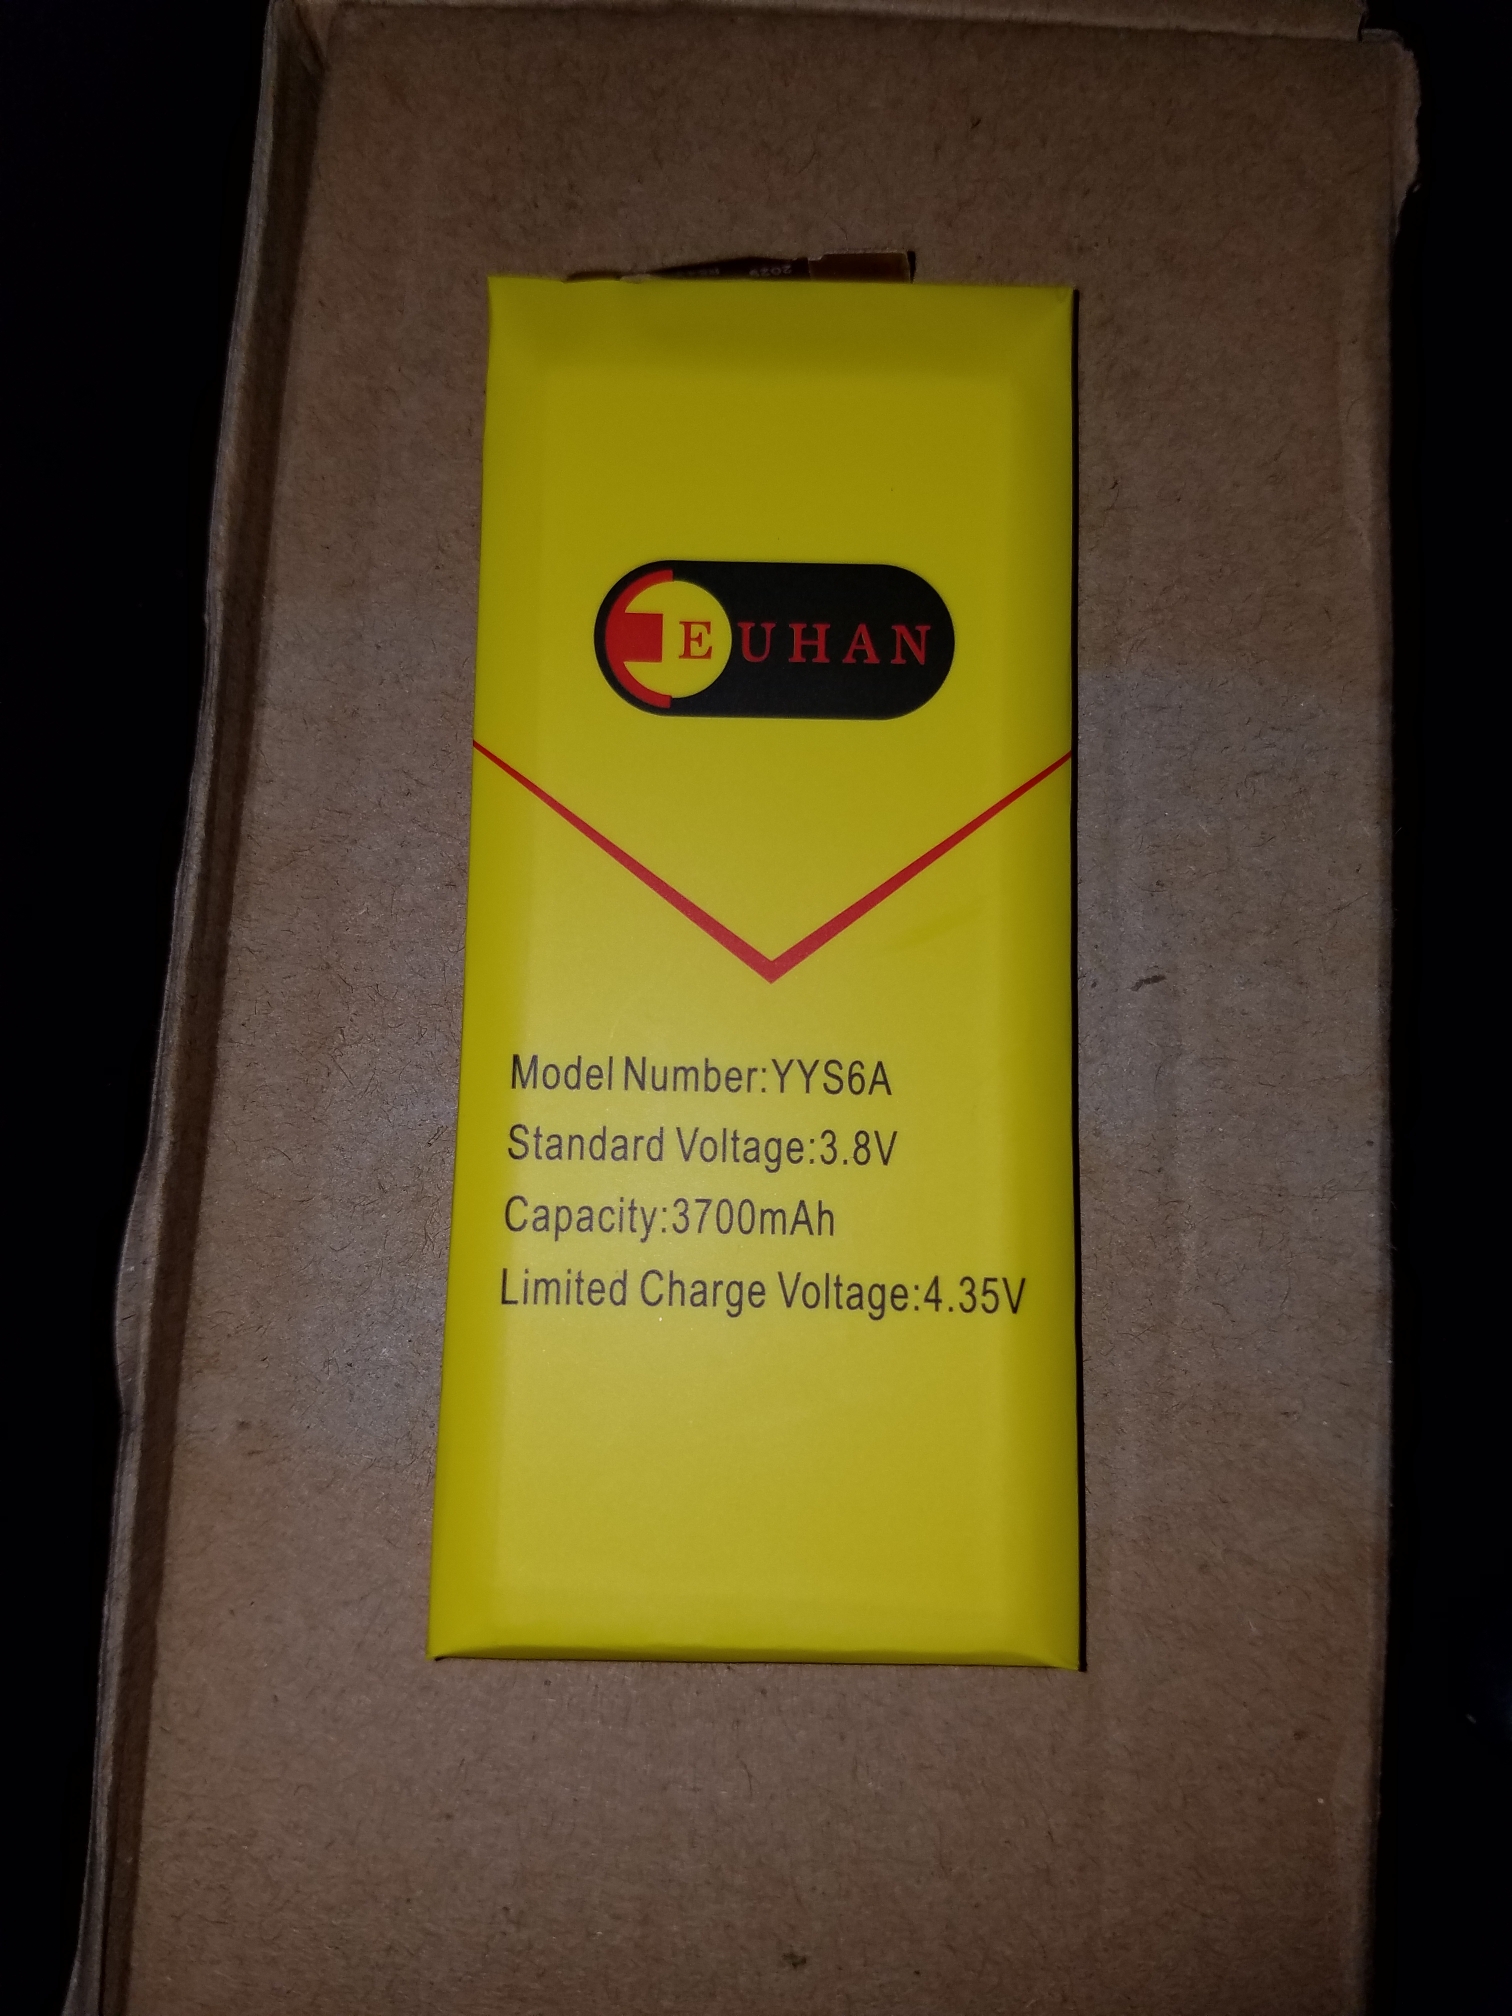 EUHAN
Model Number:YYS6A
Standard Voltage:3.8V
Capacity:3700mAh
Limited Charge Voltage:4.35V